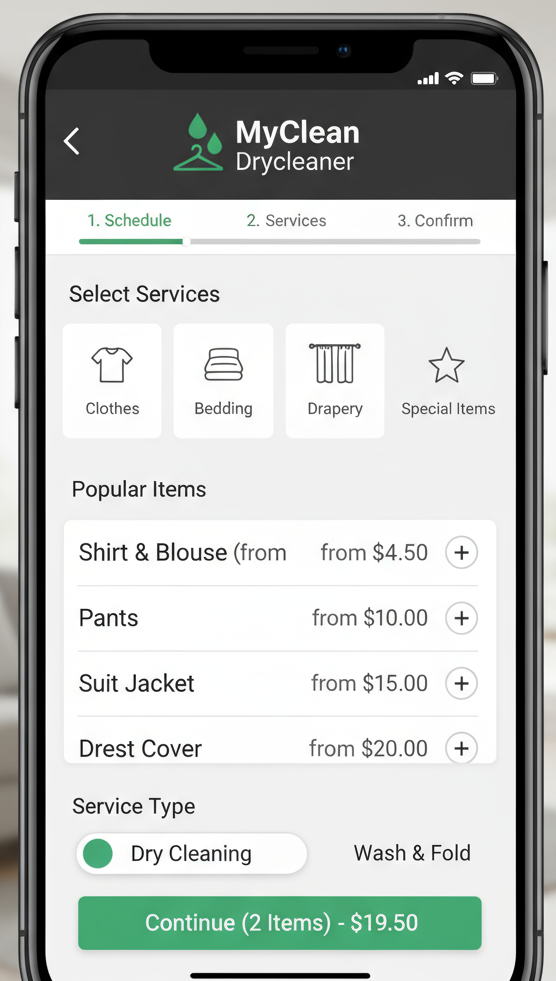 MyClean
Drycleaner
1. Schedule 2. Services 3. Confirm
Select Services
Clothes Bedding Drapery Special Items
Popular Items
Shirt & Blouse (from from $4.50
Pants from $10.00
Suit Jacket from $15.00
Drest Cover from $20.00
Service Type
Dry Cleaning Wash & Fold
Continue (2 Items) - $19.50